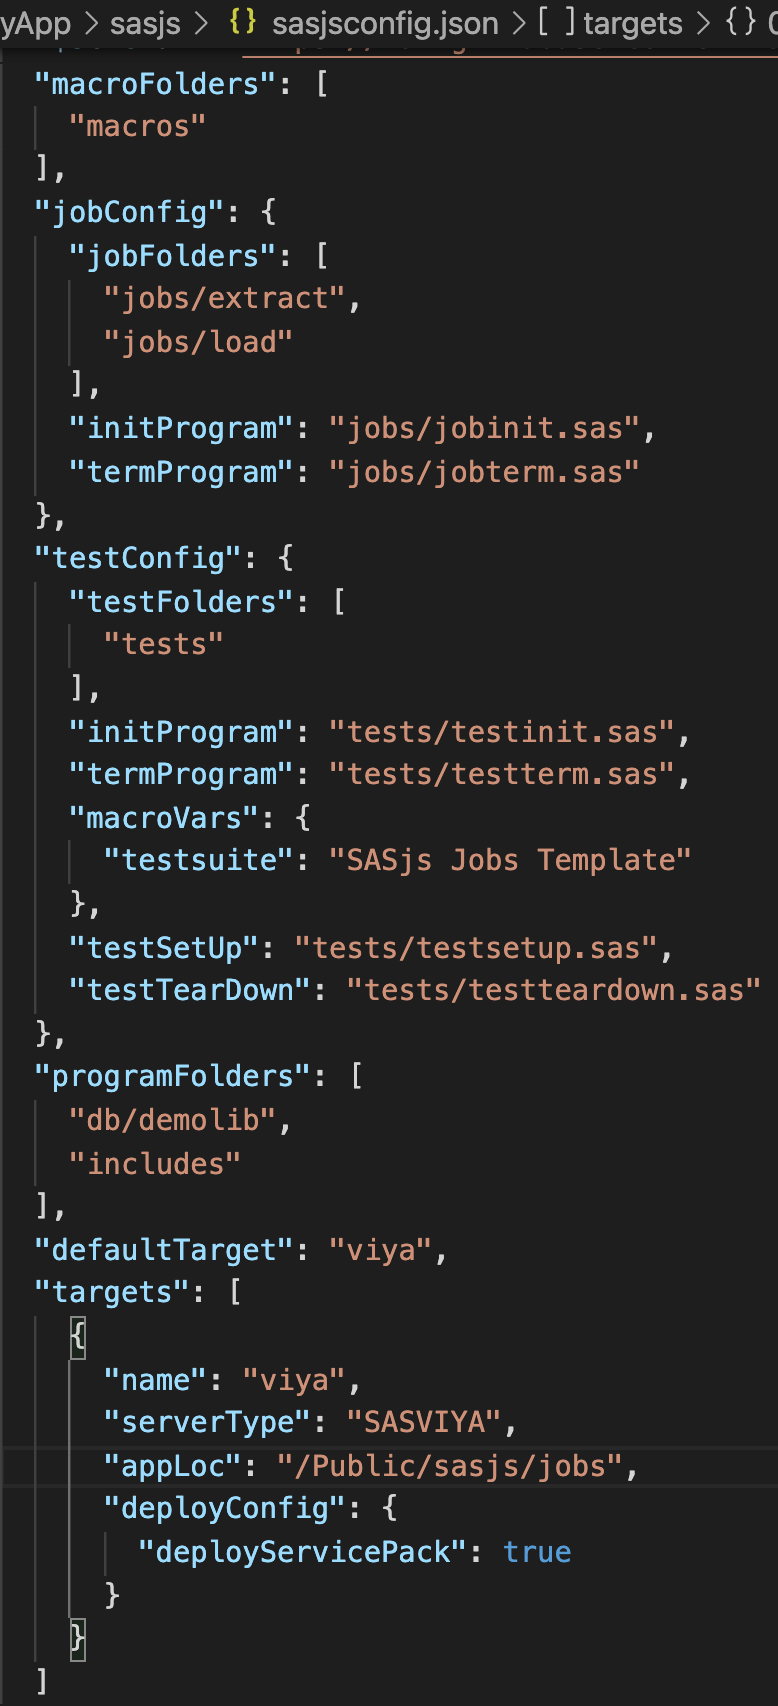 yApp > sasjs > {} sasjsconfig.json > [ ] targets > {}
"macroFolders": [
"macros"
],
"jobConfig": {
"jobFolders": [
"jobs/extract",
"jobs/load"
],
"initProgram": "jobs/jobinit.sas",
"termProgram": "jobs/jobterm.sas"
},
"testConfig": {
"testFolders": [
"tests"
],
"initProgram": "tests/testinit.sas",
"termProgram": "tests/testterm.sas",
"macroVars": {
"testsuite": "SASjs Jobs Template"
},
"testSetUp": "tests/testsetup.sas",
"testTearDown": "tests/testteardown.sas"
},
"programFolders": [
"db/demolib",
"includes"
],
"defaultTarget": "viya",
"targets": [
{
"name": "viya",
"serverType": "SASVIYA",
"appLoc": "/Public/sasjs/jobs",
"deployConfig": {
"deployServicePack": true
}
}
]